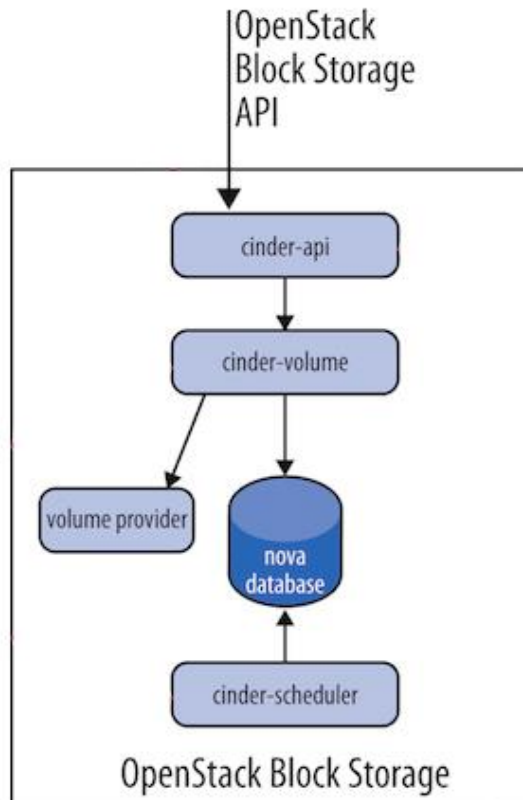 OpenStack
Block Storage
API
cinder-api
cinder-volume
volume provider
nova
database
cinder-scheduler
OpenStack Block Storage